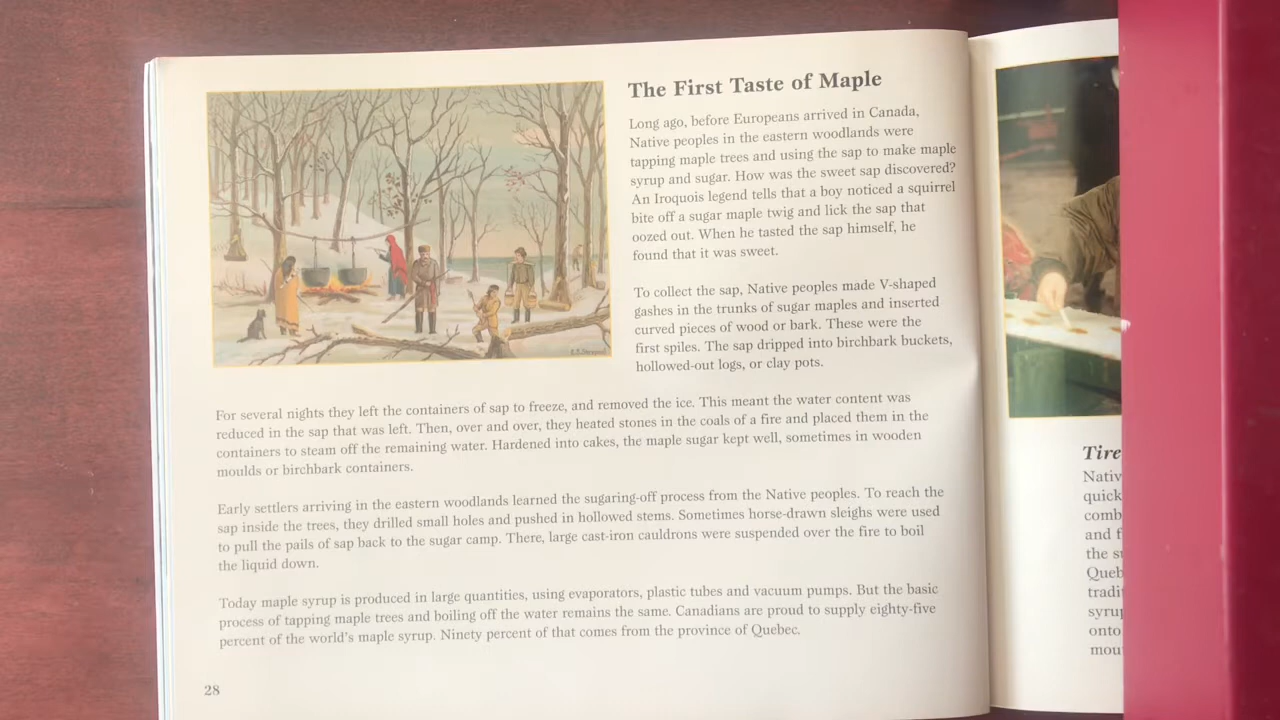 The First Taste of Maple
Long ago, before Europeans arrived in Canada,
Native peoples in the eastern woodlands were
tapping maple trees and using the sap to make maple
syrup and sugar. How was the sweet sap discovered?
An Iroquois legend tells that a boy noticed a squirrel
bite off a sugar maple twig and lick the sap that
oozed out. When he tasted the sap himself, he
found that it was sweet.
To collect the sap, Native peoples made V-shaped
gashes in the trunks of sugar maples and inserted
curved pieces of wood or bark. These were the
first spiles. The sap dripped into birchbark buckets,
hollowed-out logs, or clay pots.
For several nights they left the containers of sap to freeze, and removed the ice. This meant the water content was
reduced in the sap that was left. Then, over and over, they heated stones in the coals of a fire and placed them in the
containers to steam off the remaining water. Hardened into cakes, the maple sugar kept well, sometimes in wooden
moulds or birchbark containers.
Early settlers arriving in the eastern woodlands learned the sugaring-off process from the Native peoples. To reach the
sap inside the trees, they drilled small holes and pushed in hollowed stems. Sometimes horse-drawn sleighs were used
to pull the pails of sap back to the sugar camp. There, large cast-iron cauldrons were suspended over the fire to boil
the liquid down.
Today maple syrup is produced in large quantities, using evaporators, plastic tubes and vacuum pumps. But the basic
process of tapping maple trees and boiling off the water remains the same. Canadians are proud to supply eighty-five
percent of the world's maple syrup. Ninety percent of that comes from the province of Quebec.
28
Tire
Nativ
quick
comb
and f
the s
Queb
tradi
syrup
onto
mou